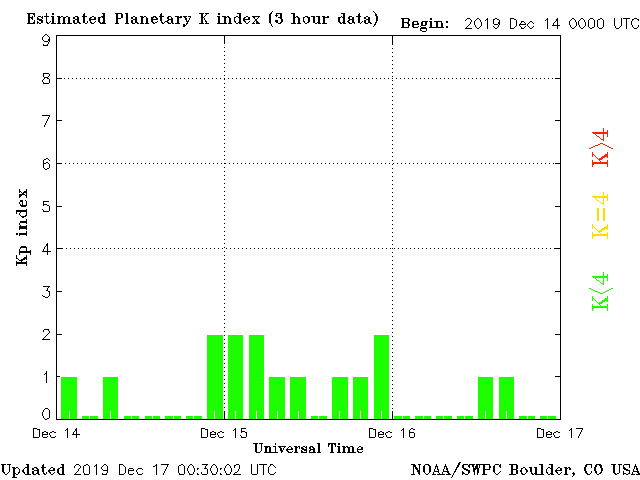 Estimated Planetary K index (3 hour data) Begin: 2019 Dec 14 0000 UTC
9
8
7
6
5
4
3
2
1
0
Kp index
K>4
K=4
K<4
Dec 14 Dec 15 Dec 16 Dec 17
Universal Time
Updated 2019 Dec 17 00:30:02 UTC NOAA/SWPC Boulder, CO USA